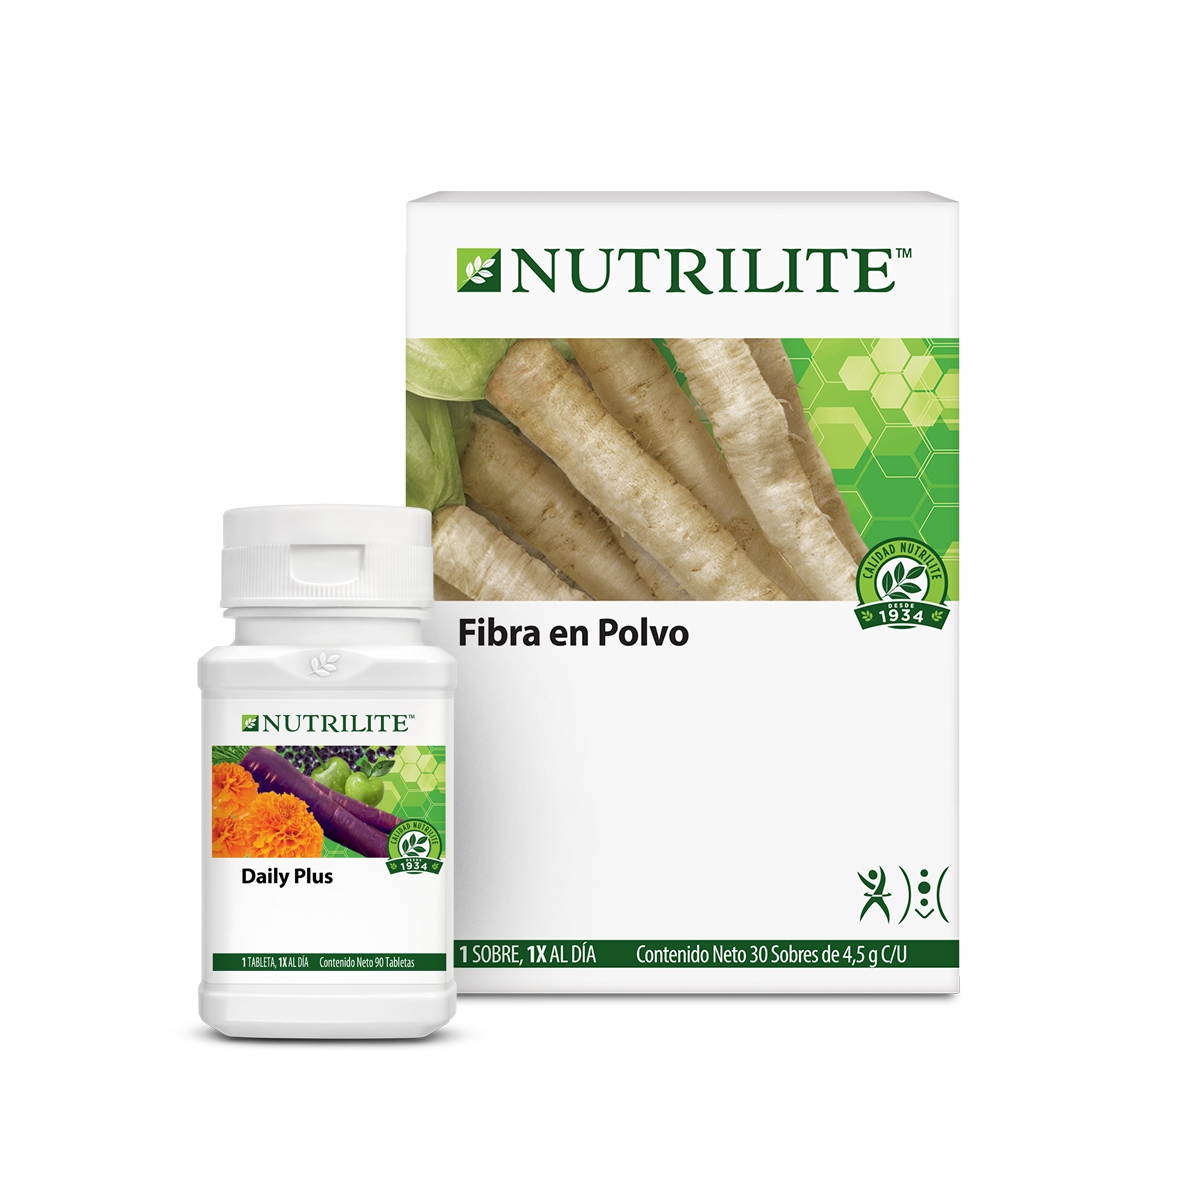 NUTRILITE™
CALIDAD NUTRILITE
DESDE
1934
Fibra en Polvo
1 SOBRE, 1X AL DÍA Contenido Neto 30 Sobres de 4,5 g C/U
NUTRILITE™
CALIDAD NUTRILITE
DESDE
1934
Daily Plus
1 TABLETA, 1X AL DÍA Contenido Neto 90 Tabletas